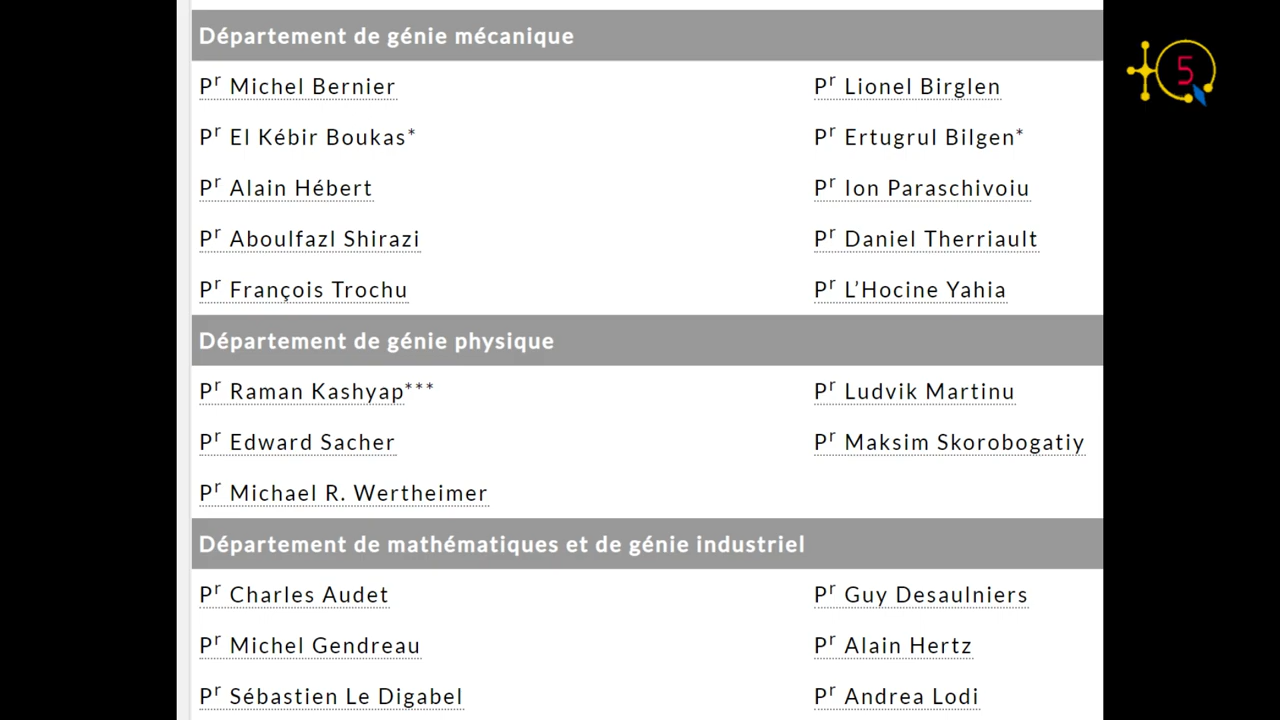 Département de génie mécanique
Pr Michel Bernier Pr Lionel Birglen
Pr El Kébir Boukas* Pr Ertugrul Bilgen*
Pr Alain Hébert Pr Ion Paraschivoiu
Pr Aboulfazl Shirazi Pr Daniel Therriault
Pr François Trochu Pr L’Hocine Yahia
Département de génie physique
Pr Raman Kashyap*** Pr Ludvik Martinu
Pr Edward Sacher Pr Maksim Skorobogatiy
Pr Michael R. Wertheimer
Département de mathématiques et de génie industriel
Pr Charles Audet Pr Guy Desaulniers
Pr Michel Gendreau Pr Alain Hertz
Pr Sébastien Le Digabel Pr Andrea Lodi
5